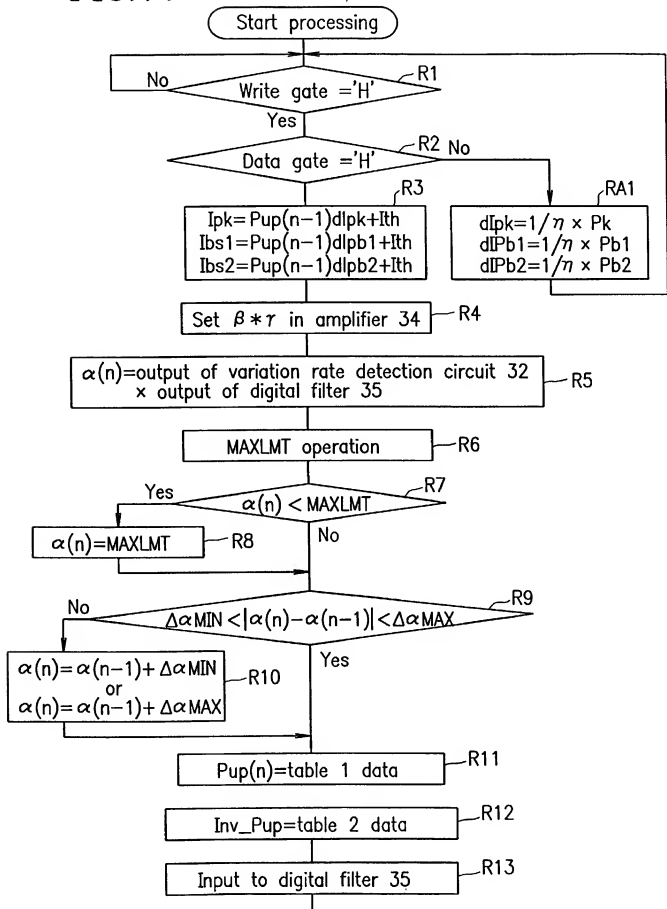 Start processing
R1
No
Write gate ='H'
Yes
R2
Data gate ='H'
No
R3
Ipk=Pup(n-1)dIpk+Ith
Ibs1=Pup(n-1)dIpb1+Ith
Ibs2=Pup(n-1)dIpb2+Ith
RA1
dIpk=1/η × Pk
dIPb1=1/η × Pb1
dIPb2=1/η × Pb2
Set β*γ in amplifier 34
R4
α(n)=output of variation rate detection circuit 32
× output of digital filter 35
R5
MAXLMT operation
R6
Yes
α(n) < MAXLMT
R7
α(n)=MAXLMT
R8
No
No
ΔαMIN <|α(n)-α(n-1)| < ΔαMAX
R9
Yes
α(n)=α(n-1)+ ΔαMIN
or
α(n)=α(n-1)+ ΔαMAX
R10
Pup(n)=table 1 data
R11
Inv_Pup=table 2 data
R12
Input to digital filter 35
R13